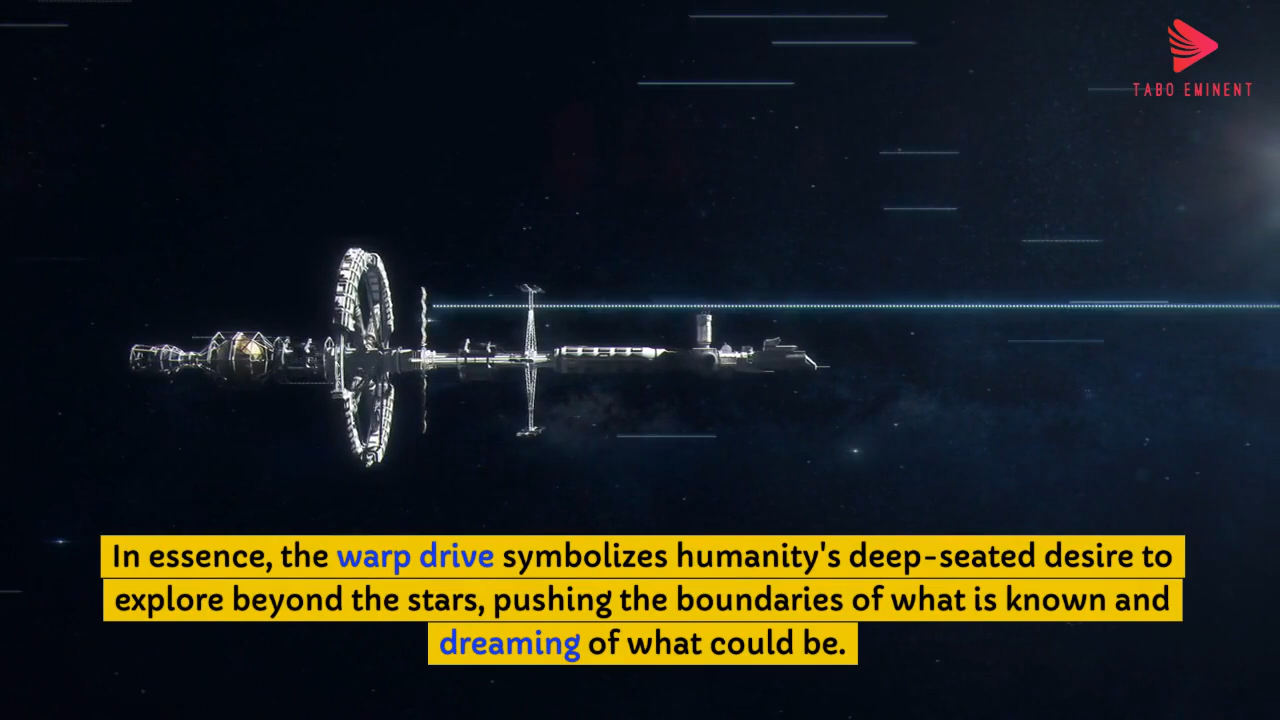 TABO EMINENT
In essence, the warp drive symbolizes humanity's deep-seated desire to
explore beyond the stars, pushing the boundaries of what is known and
dreaming of what could be.